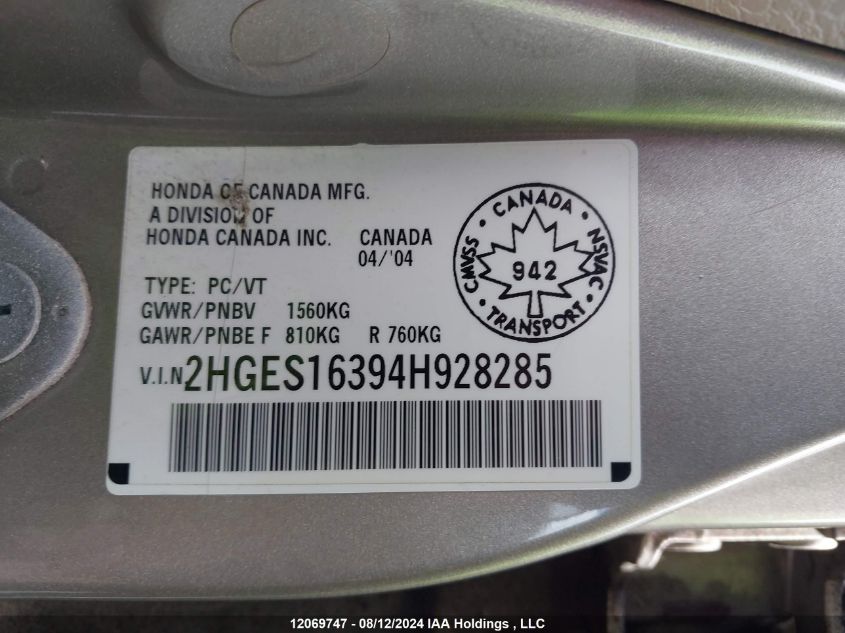 HONDA OF CANADA MFG.
A DIVISION OF
HONDA CANADA INC. CANADA
04/'04
TYPE: PC/VT
GVWR/PNBV 1560KG
GAWR/PNBE F 810KG R 760KG
V.I.N 2HGES16394H928285
CANADA
CMVSS 942 NSVAC
TRANSPORT
12069747 - 08/12/2024 IAA Holdings , LLC